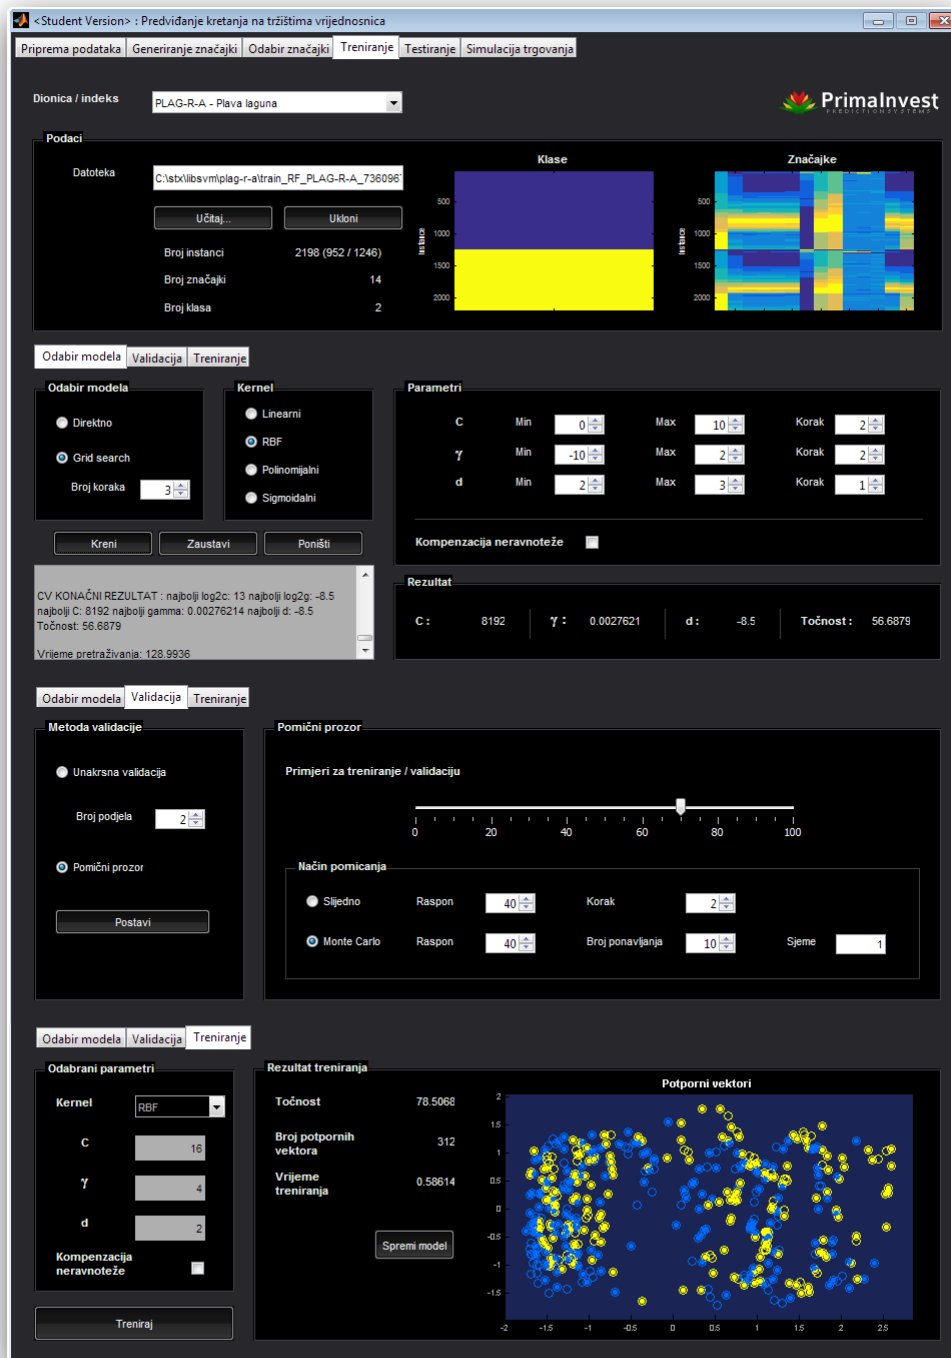 <Student Version> : Predviđanje kretanja na tržištima vrijednosnica
Priprema podataka Generiranje značajki Odabir značajki Treniranje Testiranje Simulacija trgovanja
Dionica / indeks PLAG-R-A - Plava laguna
PrimaInvest
PREDICTION SYSTEMS
Podaci
Datoteka C:\stx\libsvm\plag-r-a\train_RF_PLAG-R-A_736096
Učitaj... Ukloni
Broj instanci 2198 (952 / 1246)
Broj značajki 14
Broj klasa 2
Klase
Instance
500
1000
1500
2000
Značajke
Instance
500
1000
1500
2000
Odabir modela Validacija Treniranje
Odabir modela
Direktno
Grid search
Broj koraka 3
Kernel
Linearni
RBF
Polinomijalni
Sigmoidalni
Parametri
C Min 0 Max 10 Korak 2
γ Min -10 Max 2 Korak 2
d Min 2 Max 3 Korak 1
Kompenzacija neravnoteže
Kreni Zaustavi Poništi
CV KONAČNI REZULTAT : najbolji log2c: 13 najbolji log2g: -8.5
najbolji C: 8192 najbolji gamma: 0.00276214 najbolji d: -8.5
Točnost: 56.6879
Vrijeme pretraživanja: 128.9936
Rezultat
C : 8192 γ : 0.0027621 d : -8.5 Točnost : 56.6879
Odabir modela Validacija Treniranje
Metoda validacije
Unakrsna validacija
Broj podjela 2
Pomični prozor
Postavi
Pomični prozor
Primjeri za treniranje / validaciju
0 20 40 60 80 100
Način pomicanja
Slijedno Raspon 40 Korak 2
Monte Carlo Raspon 40 Broj ponavljanja 10 Sjeme 1
Odabir modela Validacija Treniranje
Odabrani parametri
Kernel RBF
C 16
γ 4
d 2
Kompenzacija
neravnoteže
Treniraj
Rezultat treniranja
Točnost 78.5068
Broj potpornih
vektora 312
Vrijeme
treniranja 0.58614
Spremi model
Potporni vektori
2
1.5
1
0.5
0
-0.5
-1
-1.5
-2 -1.5 -1 -0.5 0 0.5 1 1.5 2 2.5